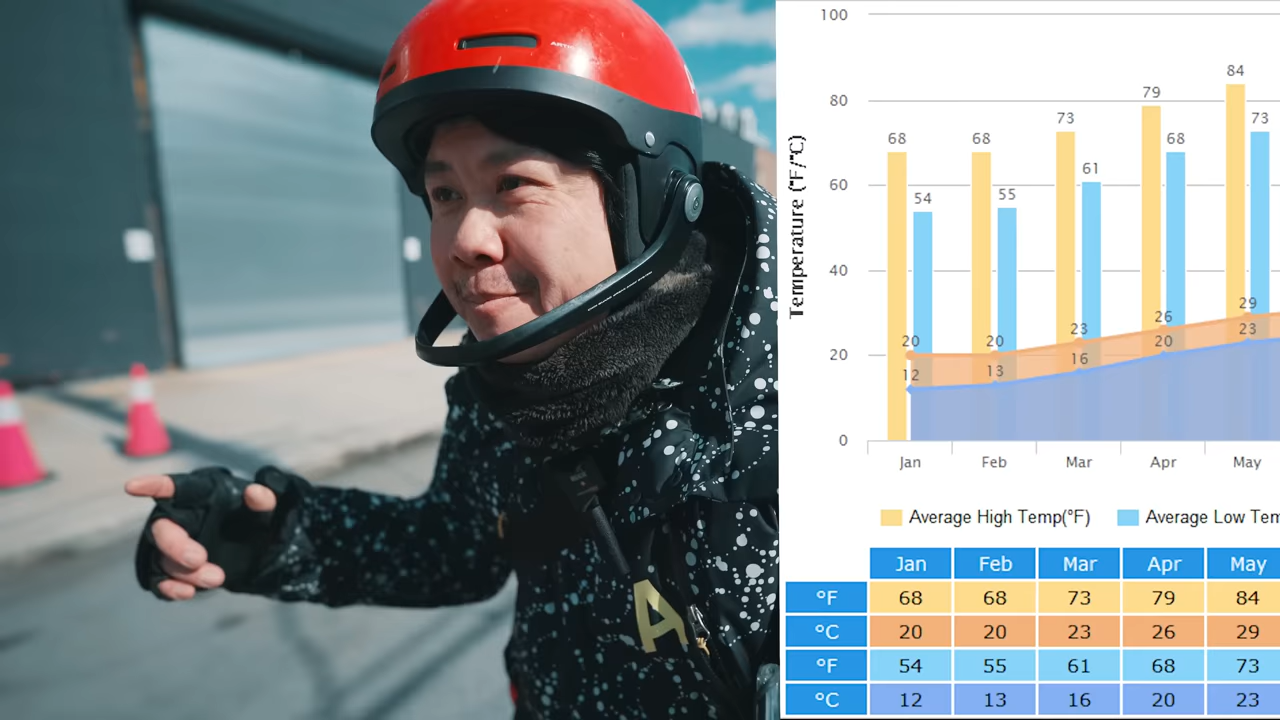 100
80
60
40
20
0
Temperature (°F/°C)
68
54
68
55
73
61
79
68
84
73
20
20
23
26
29
12
13
16
20
23
Jan Feb Mar Apr May
Average High Temp(°F) Average Low Tem
Jan Feb Mar Apr May
°F 68 68 73 79 84
°C 20 20 23 26 29
°F 54 55 61 68 73
°C 12 13 16 20 23
A